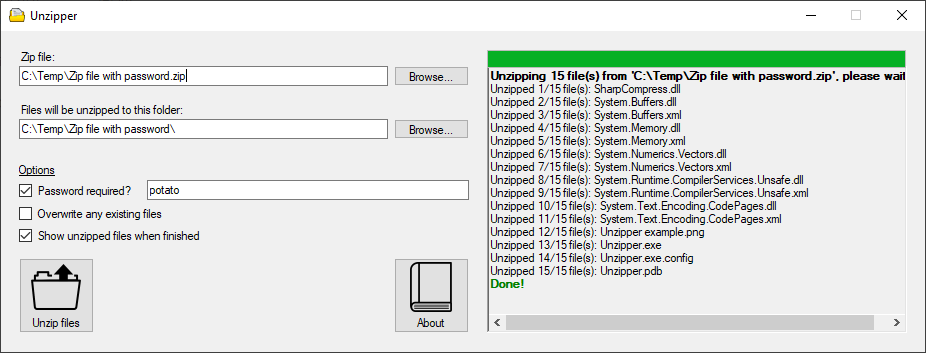 Unzipper
Zip file:
C:\Temp\Zip file with password.zip
Browse...
Files will be unzipped to this folder:
C:\Temp\Zip file with password\
Browse...
Options
Password required?
potato
Overwrite any existing files
Show unzipped files when finished
Unzip files
About
Unzipping 15 file(s) from 'C:\Temp\Zip file with password.zip', please wait
Unzipped 1/15 file(s): SharpCompress.dll
Unzipped 2/15 file(s): System.Buffers.dll
Unzipped 3/15 file(s): System.Buffers.xml
Unzipped 4/15 file(s): System.Memory.dll
Unzipped 5/15 file(s): System.Memory.xml
Unzipped 6/15 file(s): System.Numerics.Vectors.dll
Unzipped 7/15 file(s): System.Numerics.Vectors.xml
Unzipped 8/15 file(s): System.Runtime.CompilerServices.Unsafe.dll
Unzipped 9/15 file(s): System.Runtime.CompilerServices.Unsafe.xml
Unzipped 10/15 file(s): System.Text.Encoding.CodePages.dll
Unzipped 11/15 file(s): System.Text.Encoding.CodePages.xml
Unzipped 12/15 file(s): Unzipper example.png
Unzipped 13/15 file(s): Unzipper.exe
Unzipped 14/15 file(s): Unzipper.exe.config
Unzipped 15/15 file(s): Unzipper.pdb
Done!